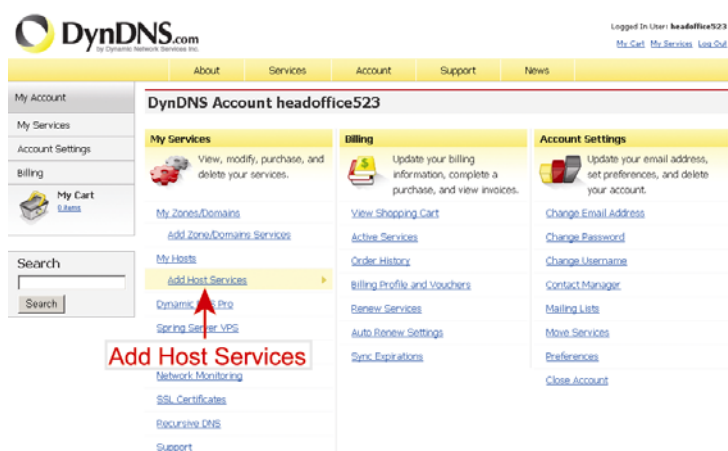 DynDNS.com
by Dynamic Network Services Inc.
Logged In User: headoffice523
My Cart My Services Log Out
About Services Account Support News
My Account
My Services
Account Settings
Billing
My Cart
0 items
Search
Search
DynDNS Account headoffice523
My Services
View, modify, purchase, and
delete your services.
My Zones/Domains
Add Zone/Domains Services
My Hosts
Add Host Services
Dynamic Pro
Spring Server VPS
Add Host Services
Network Monitoring
SSL Certificates
Recursive DNS
Support
Billing
Update your billing
information, complete a
purchase, and view invoices.
View Shopping Cart
Active Services
Order History
Billing Profile and Vouchers
Renew Services
Auto Renew Settings
Sync Expirations
Account Settings
Update your email address,
set preferences, and delete
your account.
Change Email Address
Change Password
Change Username
Contact Manager
Mailing Lists
Move Services
Preferences
Close Account